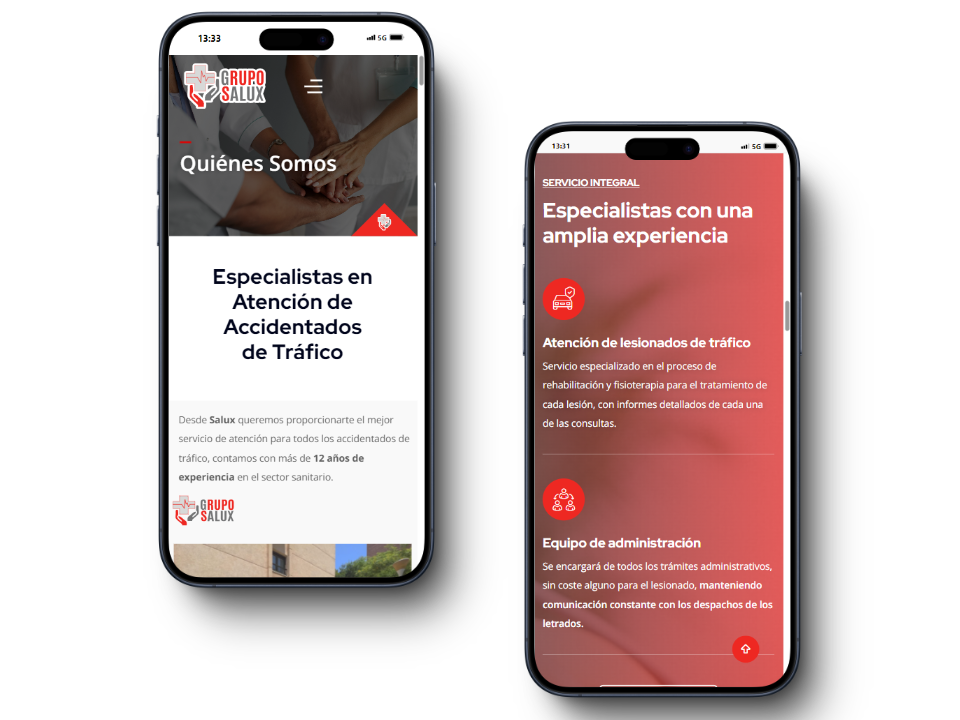 13:33
5G
GRUPO
SALUX
Quiénes Somos
Especialistas en
Atención de
Accidentados
de Tráfico
Desde Salux queremos proporcionarte el mejor
servicio de atención para todos los accidentados de
tráfico, contamos con más de 12 años de
experiencia en el sector sanitario.
GRUPO
SALUX
13:31
5G
SERVICIO INTEGRAL
Especialistas con una
amplia experiencia
Atención de lesionados de tráfico
Servicio especializado en el proceso de
rehabilitación y fisioterapia para el tratamiento de
cada lesión, con informes detallados de cada una
de las consultas.
Equipo de administración
Se encargará de todos los trámites administrativos,
sin coste alguno para el lesionado, manteniendo
comunicación constante con los despachos de los
letrados.